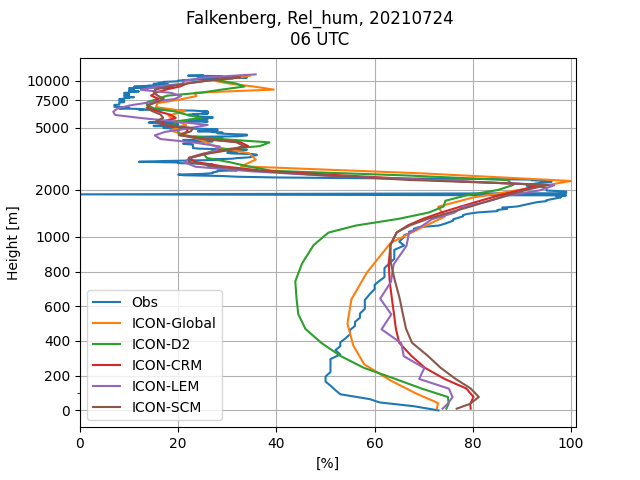 Falkenberg, Rel_hum, 20210724
06 UTC
Height [m]
10000
7500
5000
2000
1000
800
600
400
200
0
Obs
ICON-Global
ICON-D2
ICON-CRM
ICON-LEM
ICON-SCM
0 20 40 60 80 100
[%]